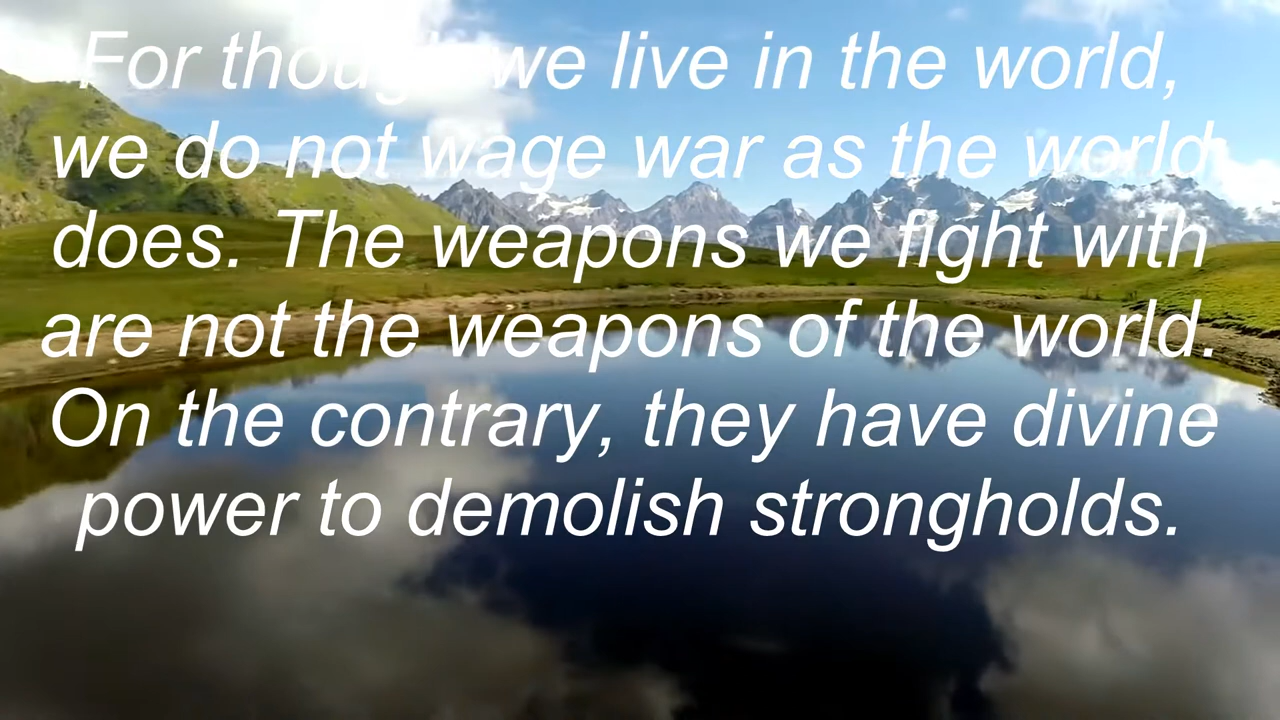 For though we live in the world,
we do not wage war as the world
does. The weapons we fight with
are not the weapons of the world.
On the contrary, they have divine
power to demolish strongholds.